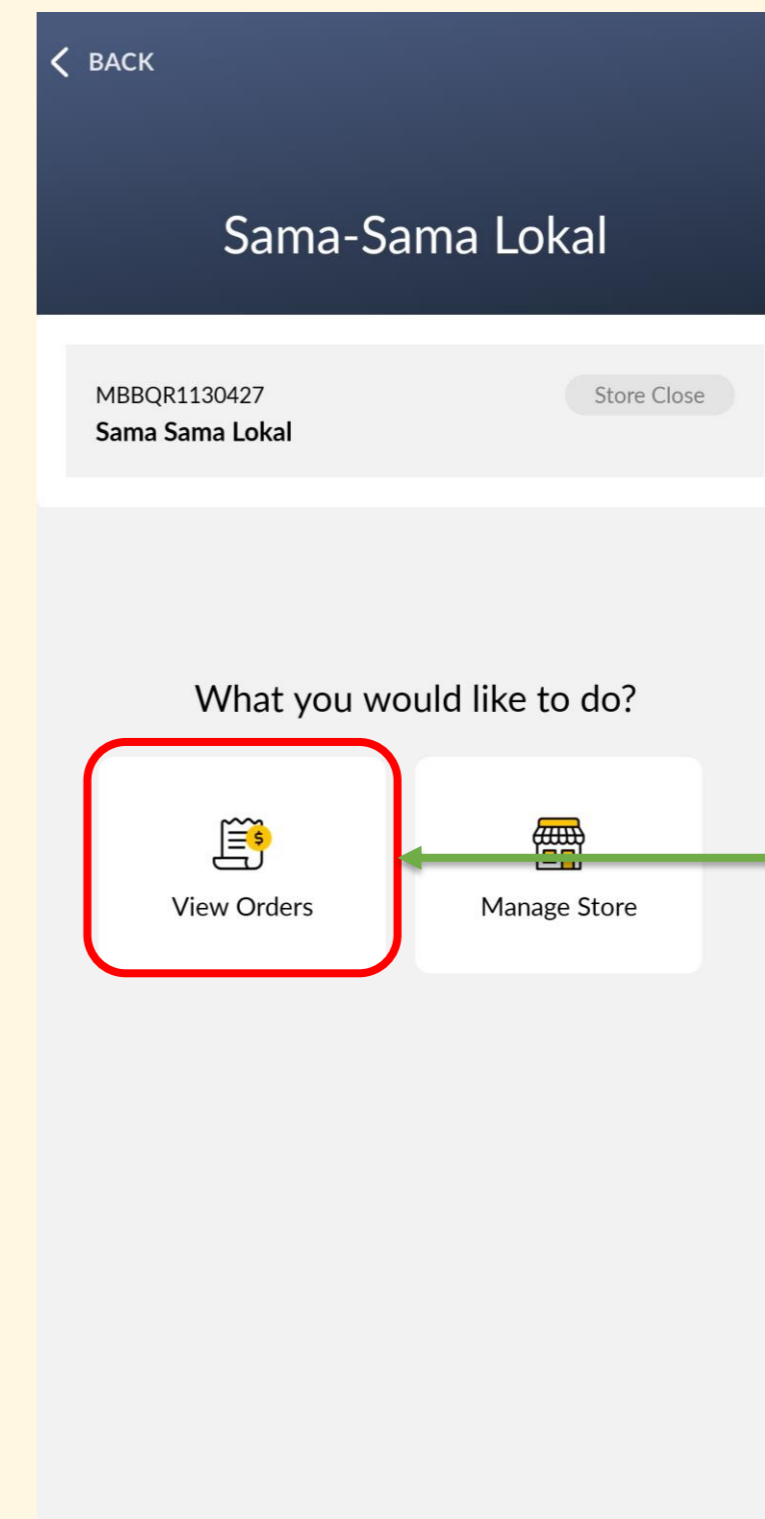 BACK
Sama-Sama Lokal
MBBQR1130427
Store Close
Sama Sama Lokal
What you would like to do?
$
View Orders
Manage Store